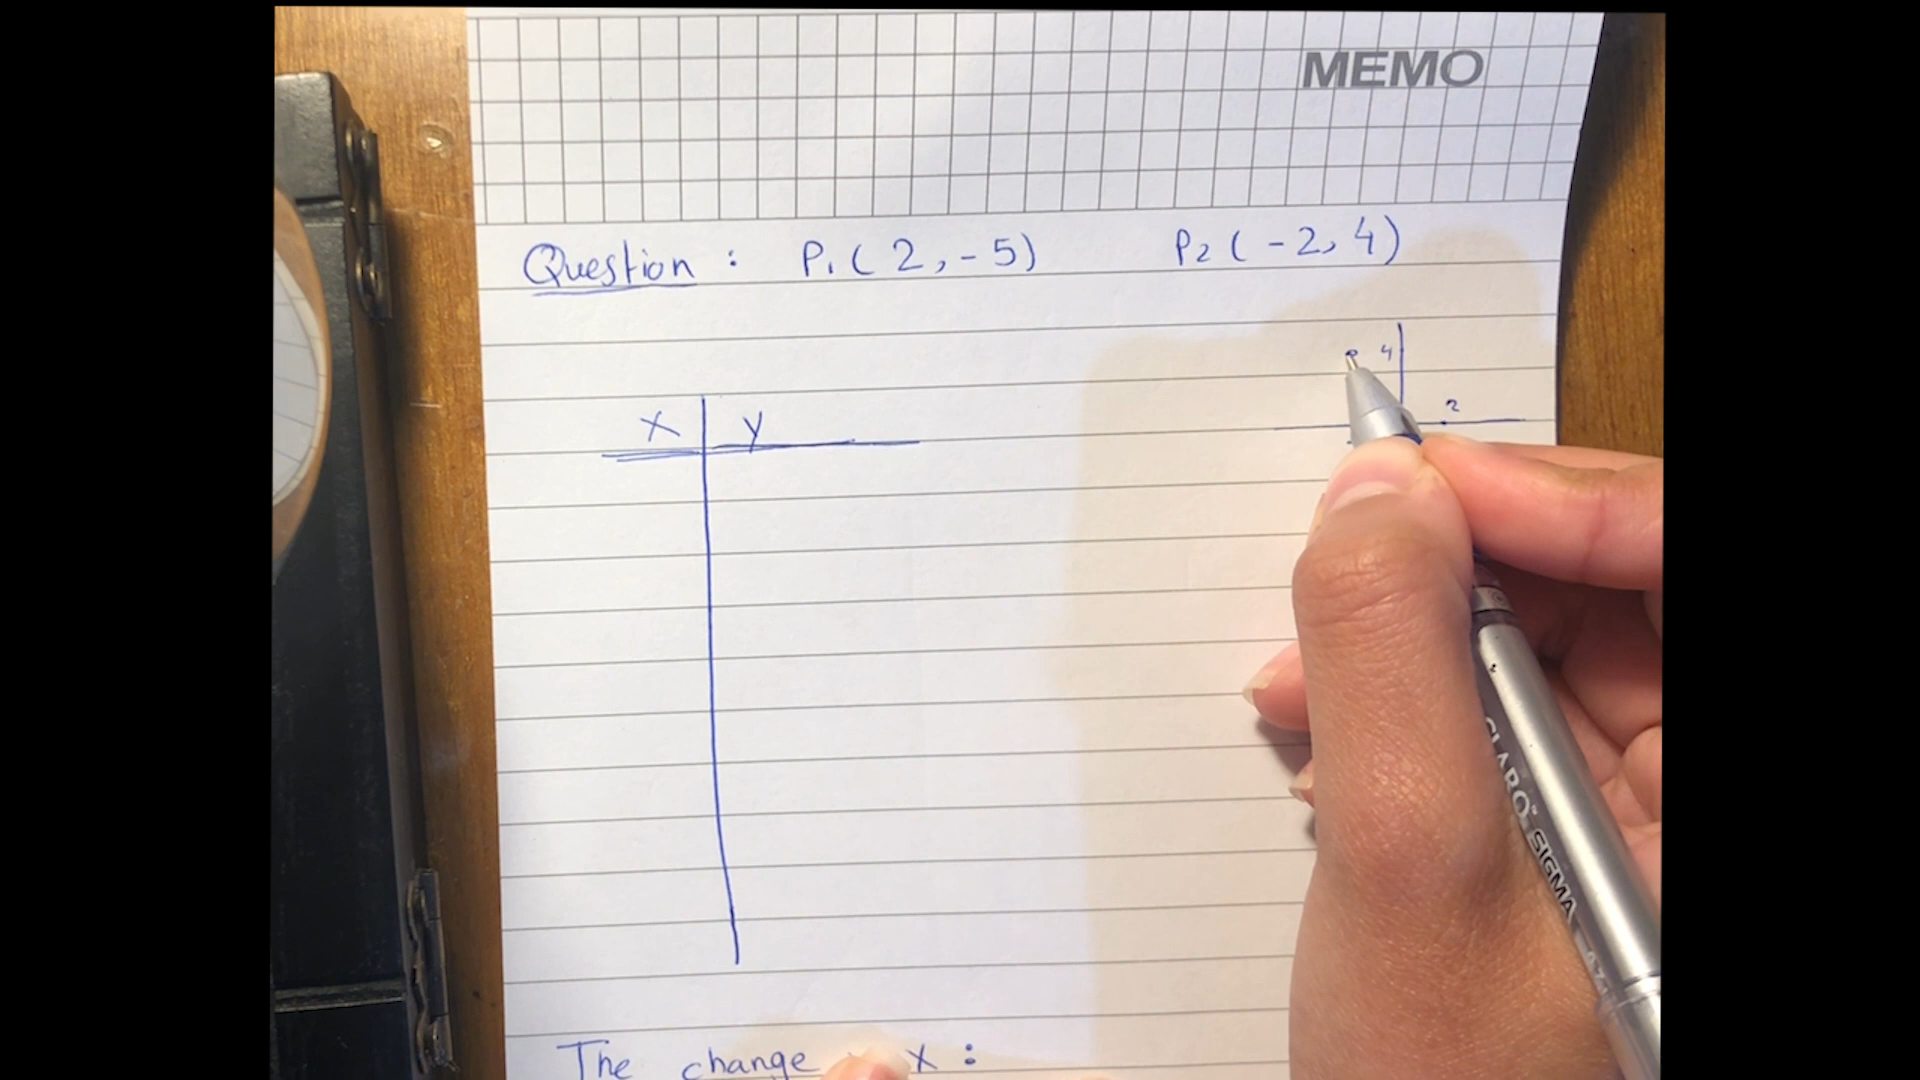 MEMO
Question : P1 ( 2 , - 5 ) P2 ( - 2 , 4 )
4
2
X Y
CLARO SIGMA
The change X :